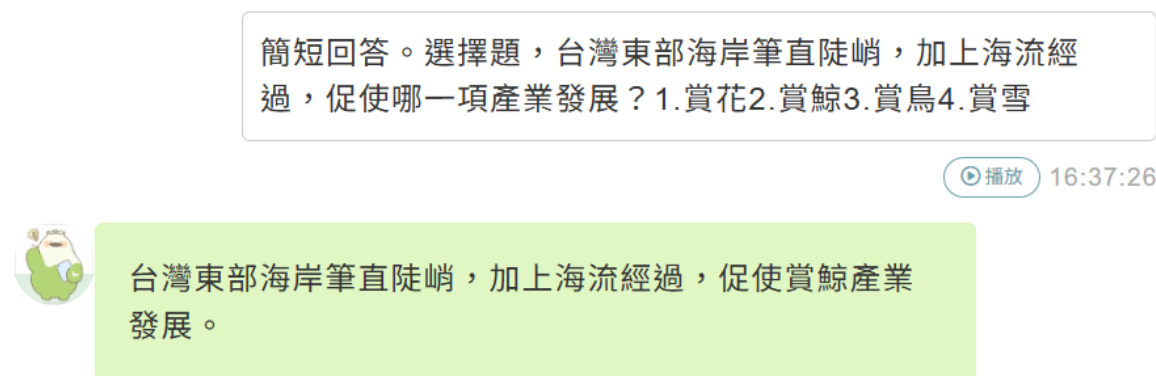 簡短回答。選擇題，台灣東部海岸筆直陡峭，加上海流經
過，促使哪一項產業發展？1.賞花2.賞鯨3.賞鳥4.賞雪
播放 16:37:26
台灣東部海岸筆直陡峭，加上海流經過，促使賞鯨產業
發展。